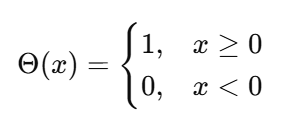 Θ(x) = { 1, x ≥ 0
0, x < 0